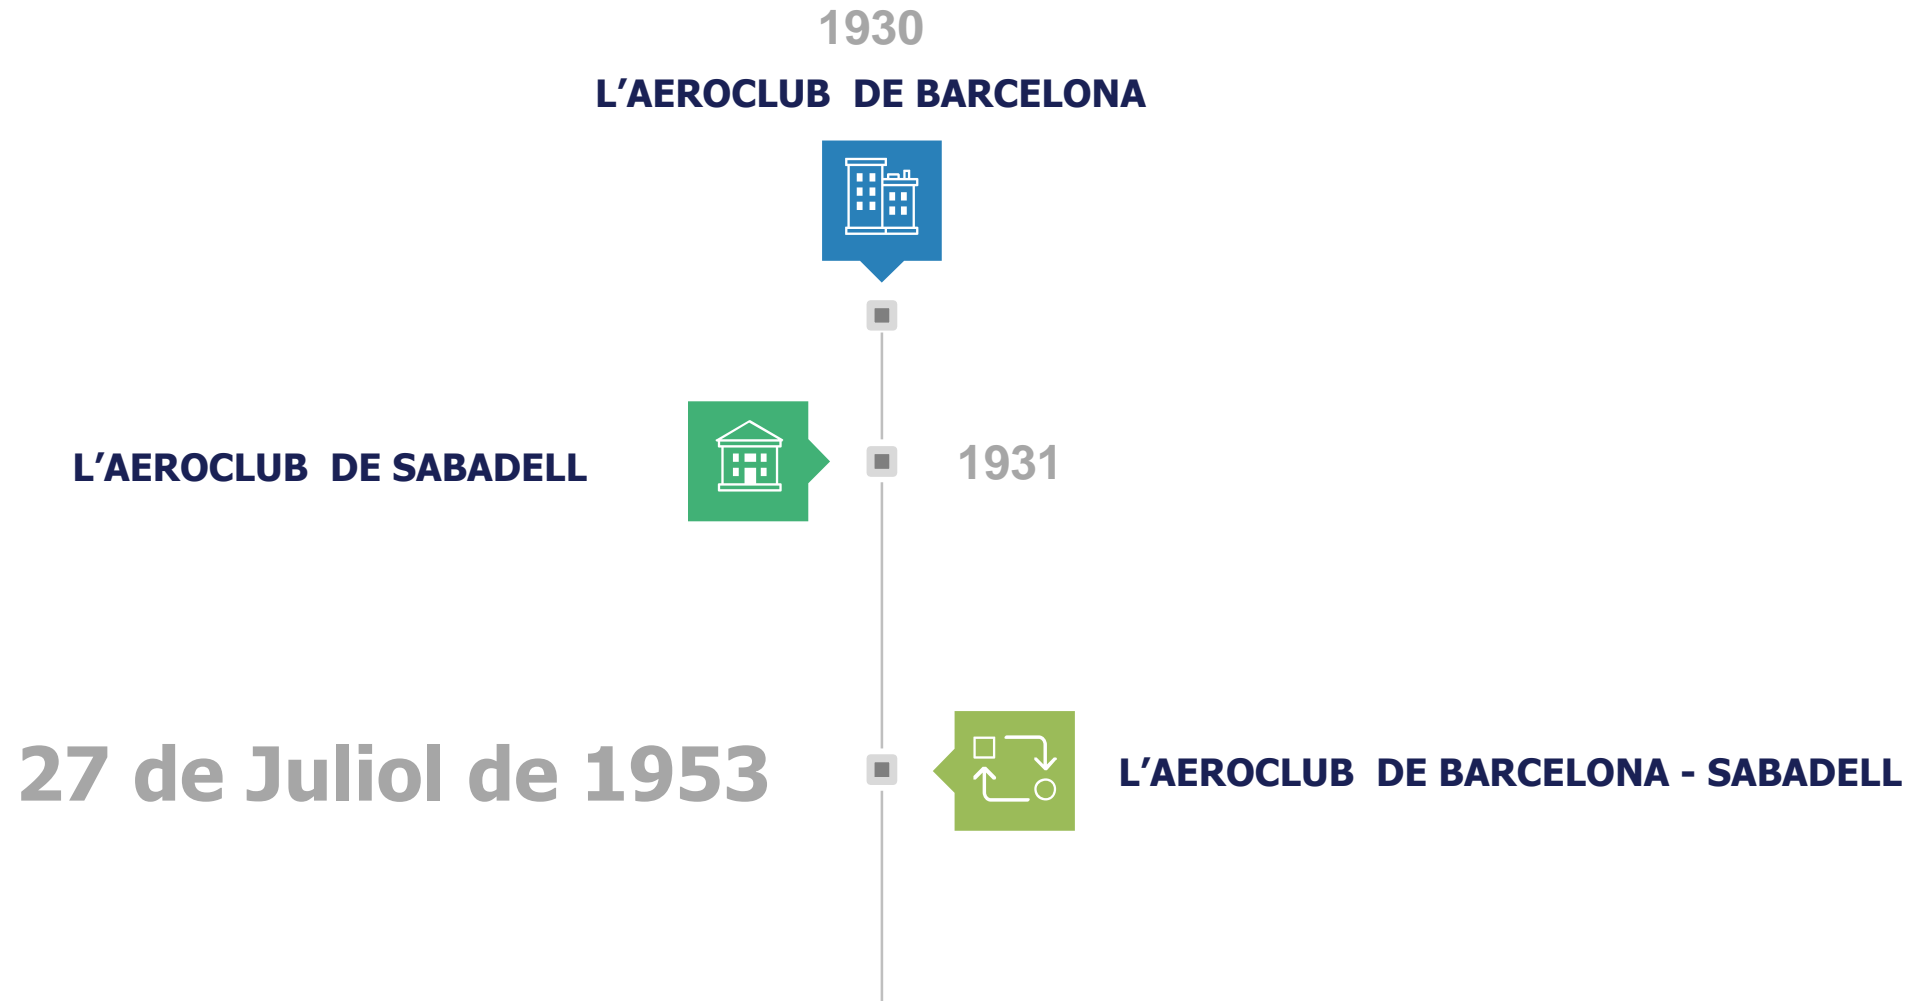 1930
L’AEROCLUB DE BARCELONA
L’AEROCLUB DE SABADELL
1931
27 de Juliol de 1953
L’AEROCLUB DE BARCELONA - SABADELL